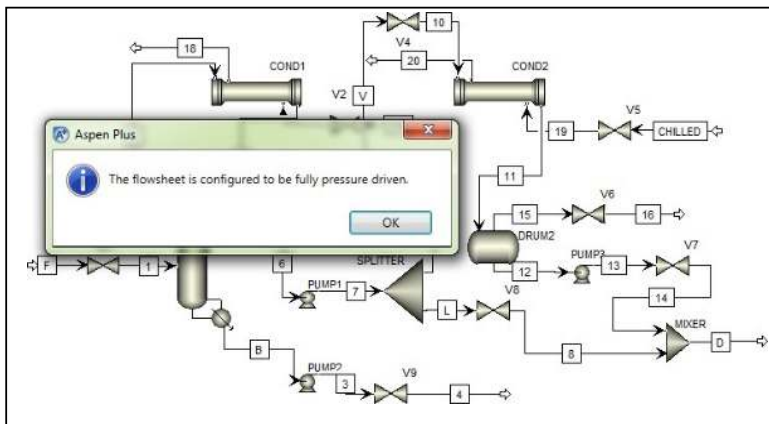 18
COND1
10
V4
20
COND2
V2
V
V5
19
CHILLED
Aspen Plus
The flowsheet is configured to be fully pressure driven.
OK
11
15
V6
16
DRUM2
12
PUMP3
13
V7
F
1
6
SPLITTER
PUMP1
7
L
V8
14
MIXER
D
8
B
PUMP2
3
V9
4